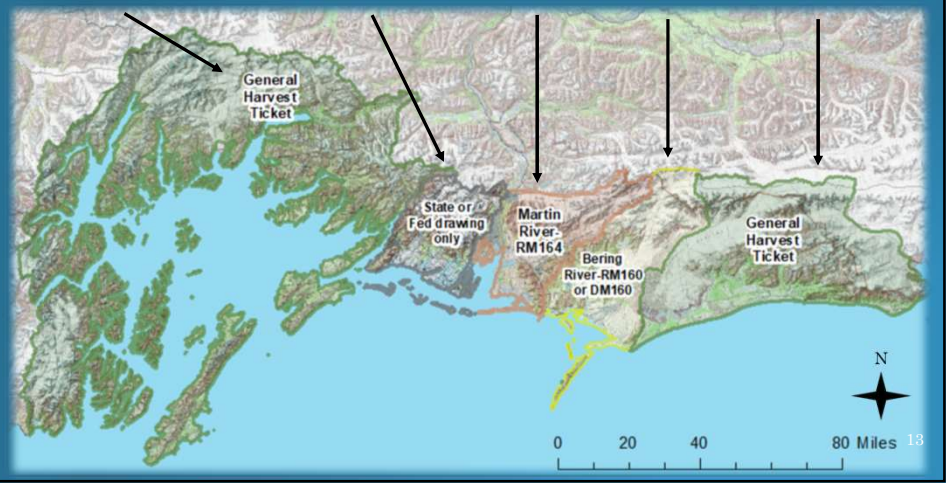 General
Harvest
Ticket
State or
Fed drawing
only
Martin
River-
RM164
Bering
River-RM160
or DM160
General
Harvest
Ticket
N
0 20 40 80 Miles
13